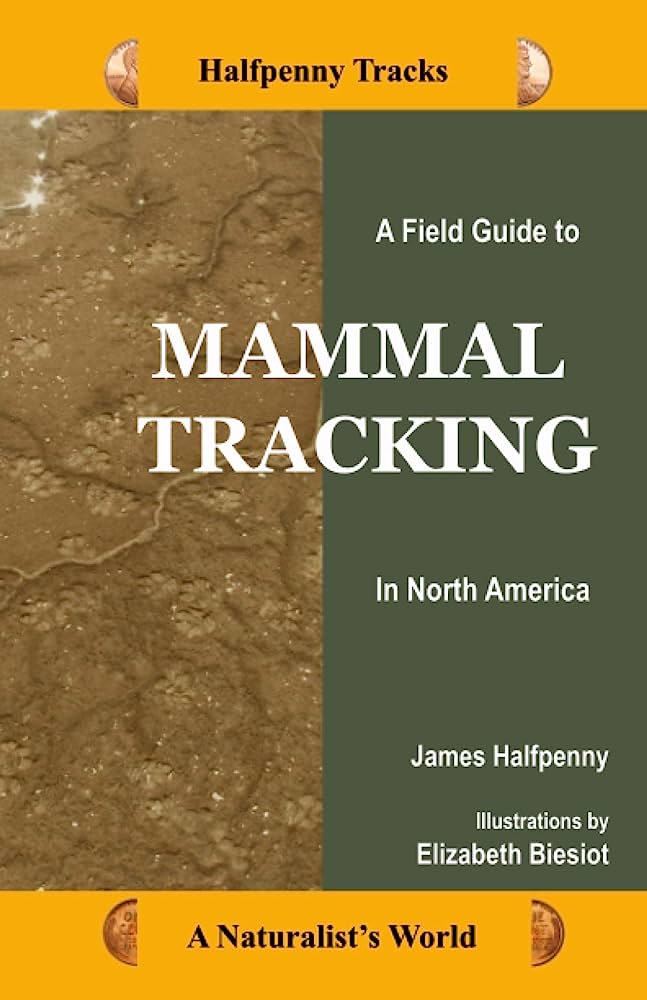 Halfpenny Tracks
A Field Guide to
MAMMAL
TRACKING
In North America
James Halfpenny
Illustrations by
Elizabeth Biesiot
A Naturalist's World